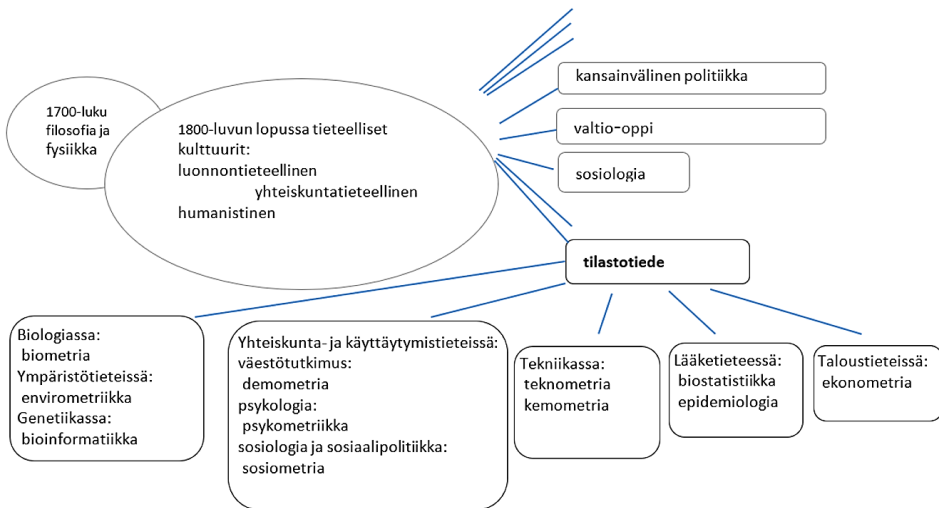 1700-luku
filosofia ja
fysiikka
1800-luvun lopussa tieteelliset
kulttuurit:
luonnontieteellinen
yhteiskuntatieteellinen
humanistinen
kansainvälinen politiikka
valtio-oppi
sosiologia
tilastotiede
Biologiassa:
biometria
Ympäristötieteissä:
envirometriikka
Genetiikassa:
bioinformatiikka
Yhteiskunta- ja käyttäytymistieteissä:
väestötutkimus:
demometria
psykologia:
psykometriikka
sosiologia ja sosiaalipolitiikka:
sosiometria
Tekniikassa:
teknometria
kemometria
Lääketieteessä:
biostatistiikka
epidemiologia
Taloustieteissä:
ekonometria